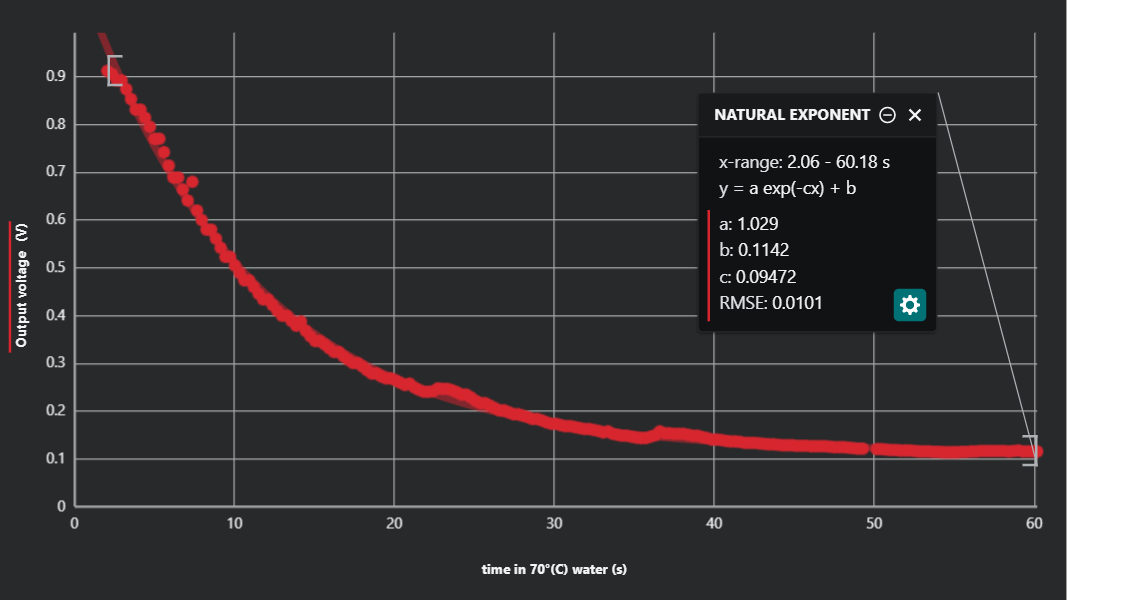 0.9
0.8
0.7
0.6
0.5
0.4
0.3
0.2
0.1
0
Output voltage (V)
0 10 20 30 40 50 60
time in 70°(C) water (s)
NATURAL EXPONENT
x-range: 2.06 - 60.18 s
y = a exp(-cx) + b
a: 1.029
b: 0.1142
c: 0.09472
RMSE: 0.0101